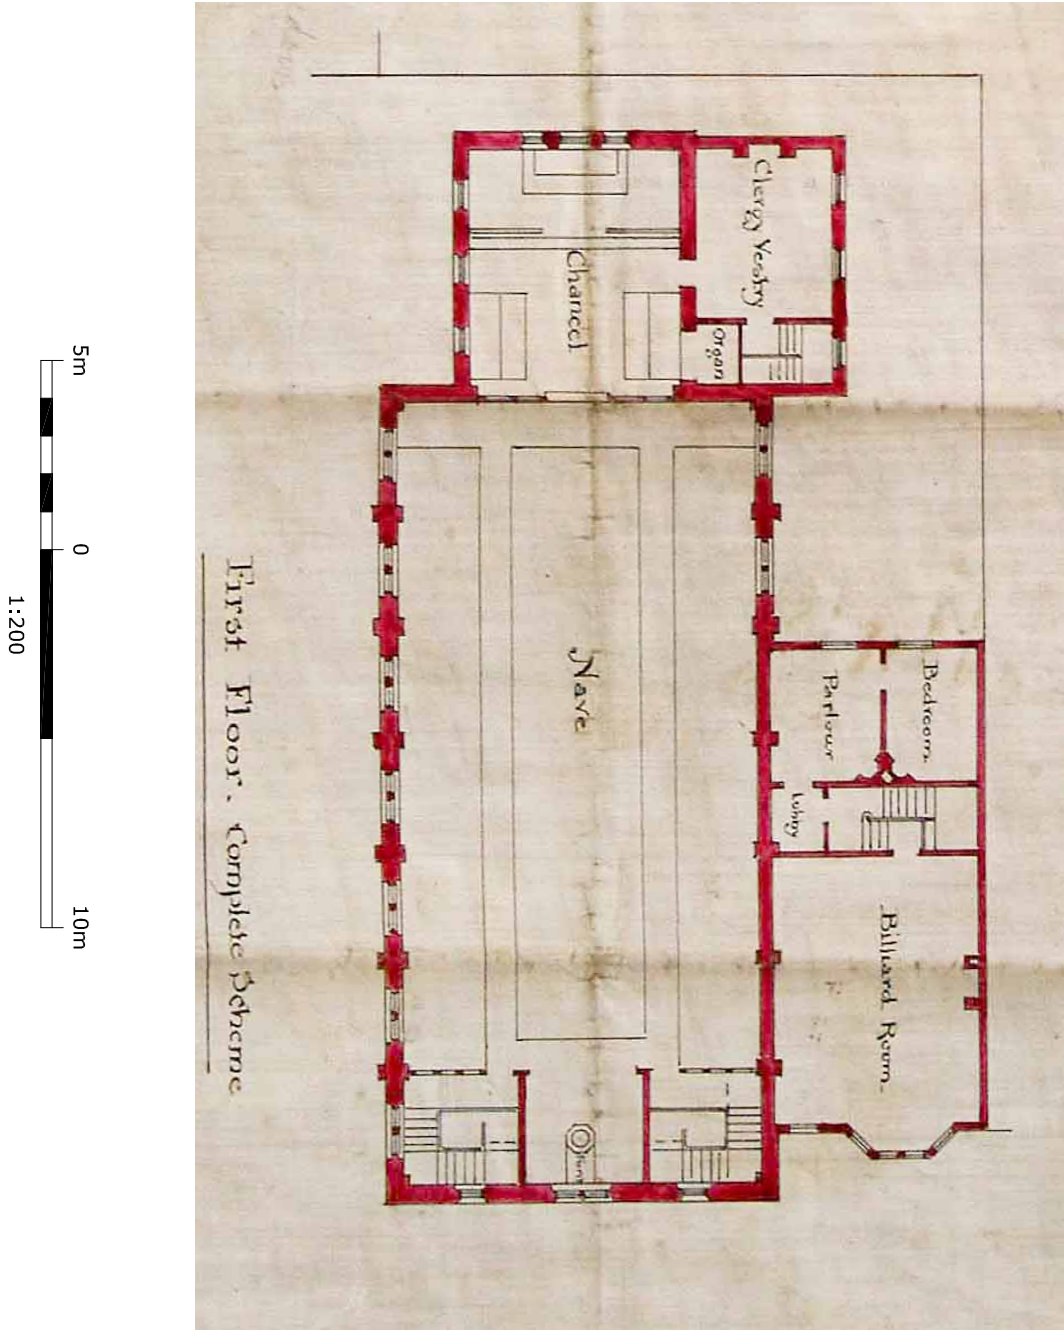 Clergy Vestry
Chancel
Organ
Nave
Bedroom.
Parlour
Lobby
Billiard Room.
Font
First Floor. Complete Scheme
5m
0
10m
1:200